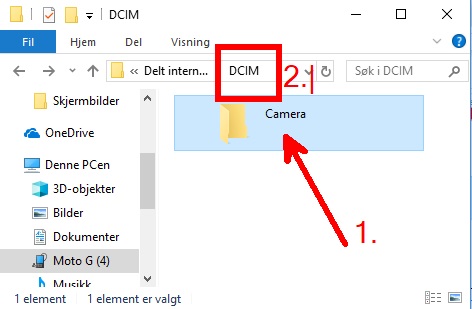 DCIM
Fil Hjem Del Visning
« Delt intern... DCIM 2.| Søk i DCIM
Skjermbilder
OneDrive
Denne PCen
3D-objekter
Bilder
Dokumenter
Moto G (4)
Musikk
Camera
1.
1 element 1 element er valgt